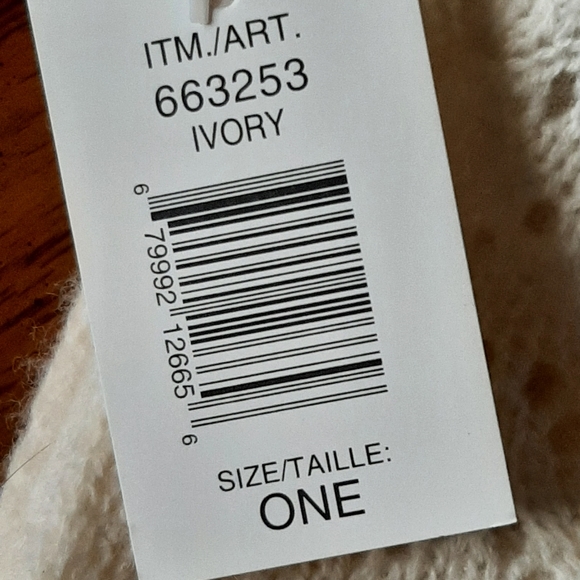 ITM./ART.
663253
IVORY
6 79992 12665 6
SIZE/TAILLE:
ONE